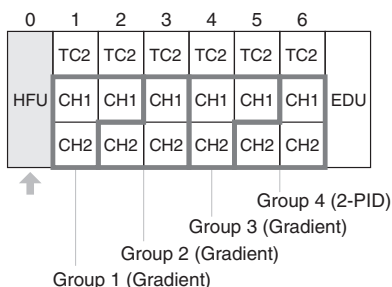 0 1 2 3 4 5 6
TC2 TC2 TC2 TC2 TC2 TC2
HFU CH1 CH1 CH1 CH1 CH1 CH1 EDU
CH2 CH2 CH2 CH2 CH2 CH2
Group 4 (2-PID)
Group 3 (Gradient)
Group 2 (Gradient)
Group 1 (Gradient)